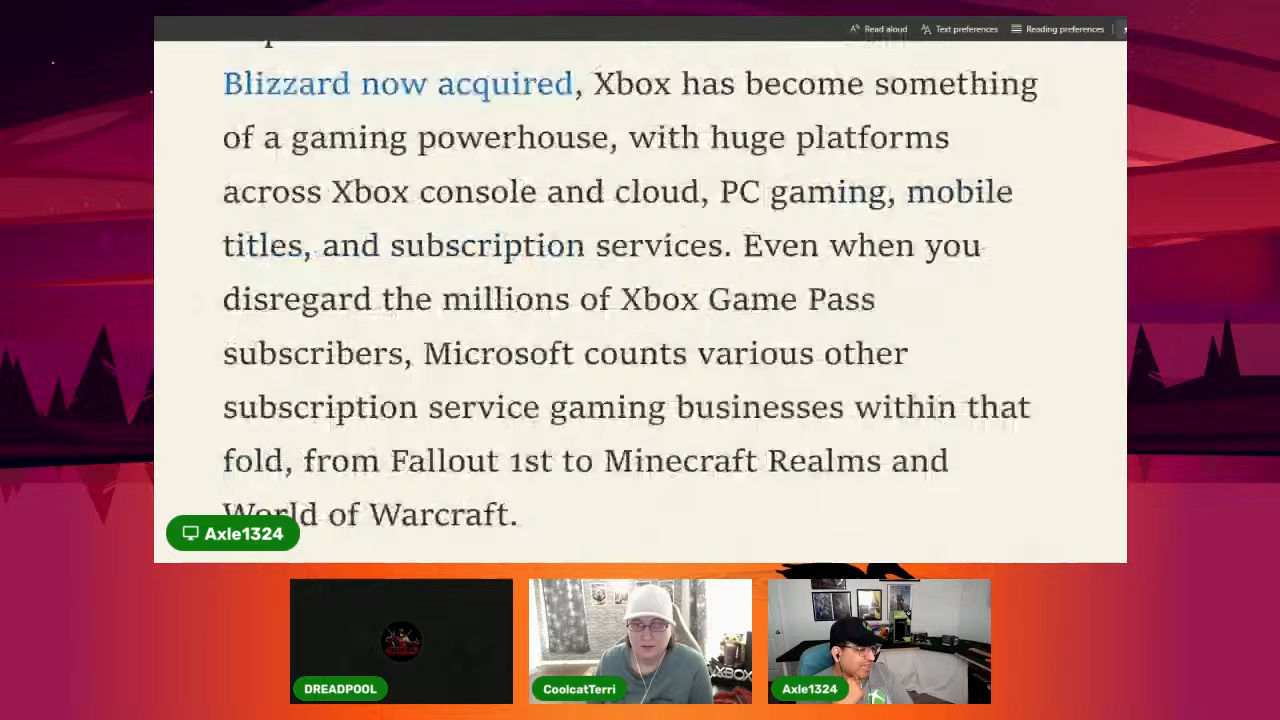 Read aloud Text preferences Reading preferences
Blizzard now acquired, Xbox has become something
of a gaming powerhouse, with huge platforms
across Xbox console and cloud, PC gaming, mobile
titles, and subscription services. Even when you
disregard the millions of Xbox Game Pass
subscribers, Microsoft counts various other
subscription service gaming businesses within that
fold, from Fallout 1st to Minecraft Realms and
World of Warcraft.
Axle1324
DREADPOOL
CoolcatTerri
XBOX
Axle1324